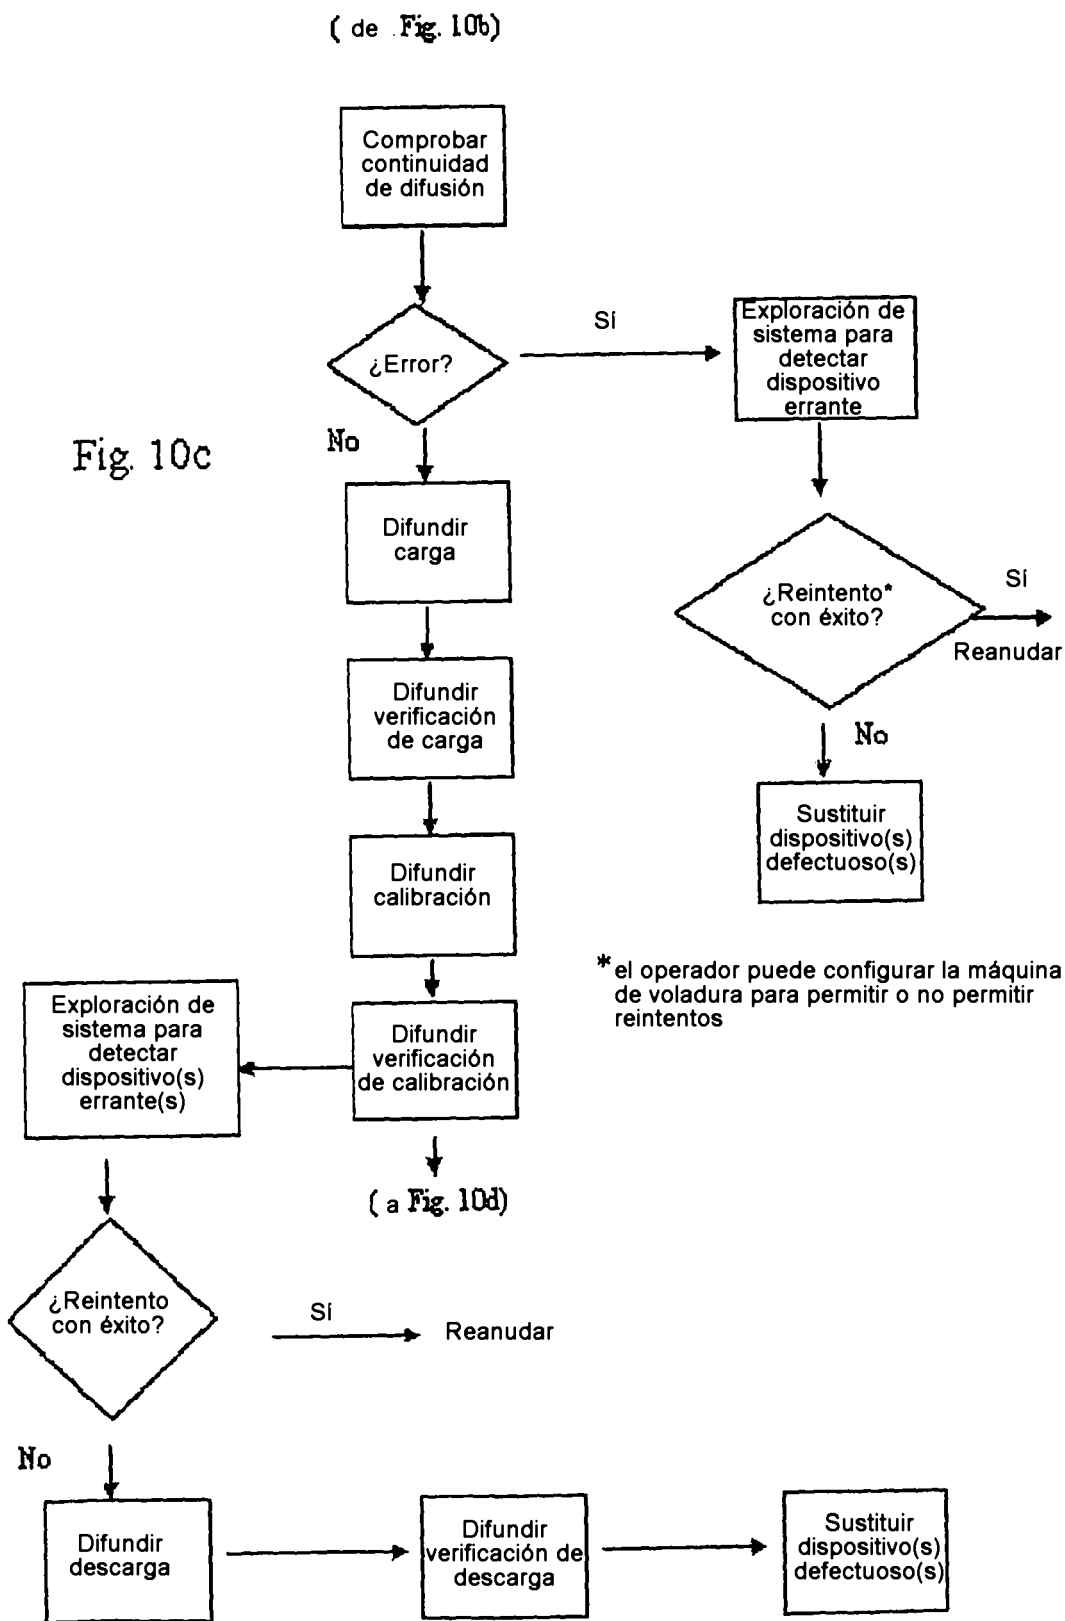 ( de Fig. 10b)
Comprobar
continuidad
de difusión
¿Error?
Sí
Exploración de
sistema para
detectar
dispositivo
errante
No
Fig. 10c
Difundir
carga
¿Reintento*
con éxito?
Sí
Reanudar
Difundir
verificación
de carga
No
Sustituir
dispositivo(s)
defectuoso(s)
Difundir
calibración
* el operador puede configurar la máquina
de voladura para permitir o no permitir
reintentos
Exploración de
sistema para
detectar
dispositivo(s)
errante(s)
Difundir
verificación
de calibración
( a Fig. 10d)
¿Reintento
con éxito?
Sí
Reanudar
No
Difundir
descarga
Difundir
verificación de
descarga
Sustituir
dispositivo(s)
defectuoso(s)